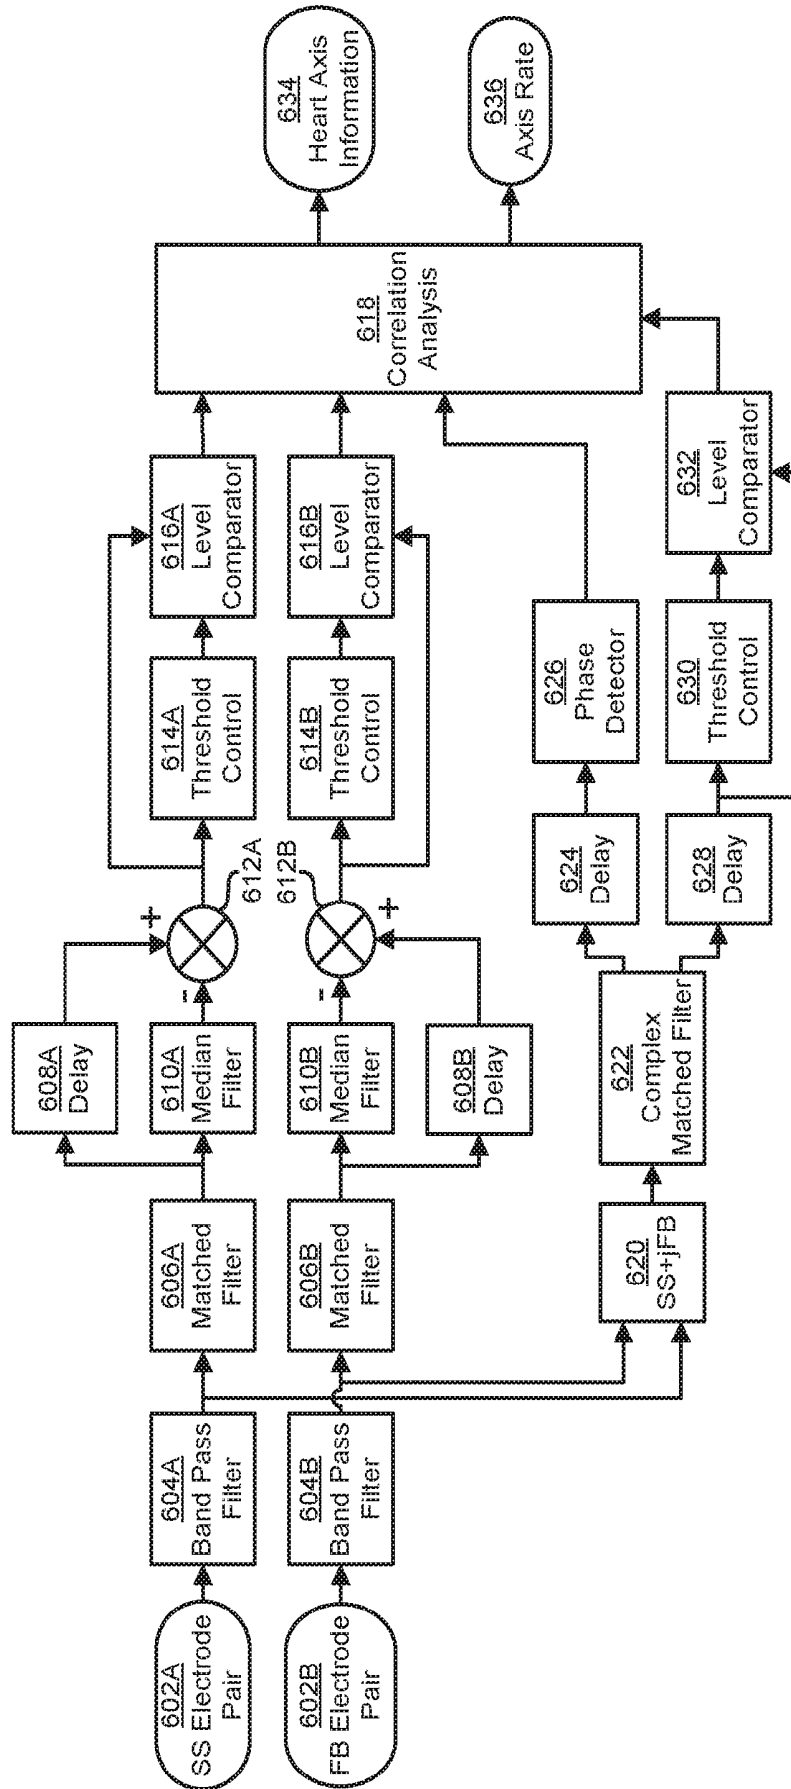 602A
SS Electrode
Pair
602B
FB Electrode
Pair
604A
Band Pass
Filter
604B
Band Pass
Filter
606A
Matched
Filter
606B
Matched
Filter
608A
Delay
610A
Median
Filter
610B
Median
Filter
608B
Delay
+
-
612A
612B
-
+
614A
Threshold
Control
614B
Threshold
Control
616A
Level
Comparator
616B
Level
Comparator
618
Correlation
Analysis
620
SS+jFB
622
Complex
Matched Filter
624
Delay
626
Phase
Detector
628
Delay
630
Threshold
Control
632
Level
Comparator
634
Heart Axis
Information
636
Axis Rate